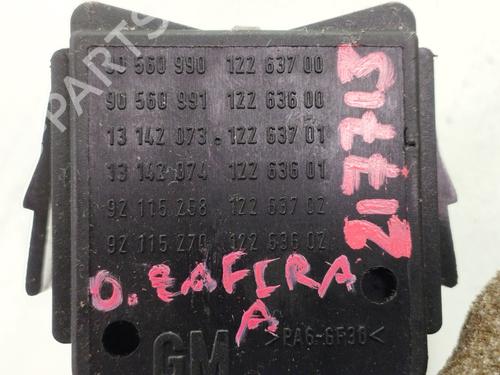 90 560 990 122 637 00
90 560 991 122 636 00
13 142 073 122 637 01
13 142 074 122 636 01
92 115 268 122 637 02
92 115 270 122 636 02
O. ZAFIRA
A
GM
>PA6-GF30<
PARTS